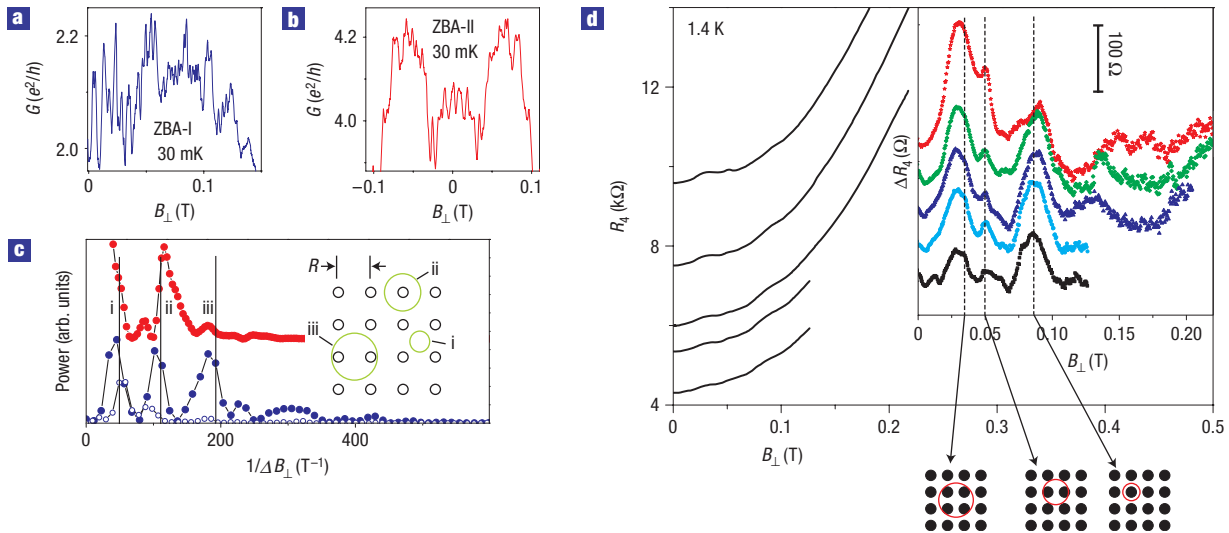 a
2.2
2.0
G (e²/h)
ZBA-I
30 mK
0
0.1
B⊥ (T)
b
4.2
4.0
G (e²/h)
ZBA-II
30 mK
–0.1
0
0.1
B⊥ (T)
c
Power (arb. units)
i
ii
iii
R
ii
iii
i
0
200
400
1/ΔB⊥ (T⁻¹)
d
1.4 K
12
8
4
R₄ (kΩ)
0
0.1
0.2
0.3
0.4
0.5
B⊥ (T)
100 Ω
ΔR₄ (Ω)
0
0.05
0.10
0.15
0.20
B⊥ (T)